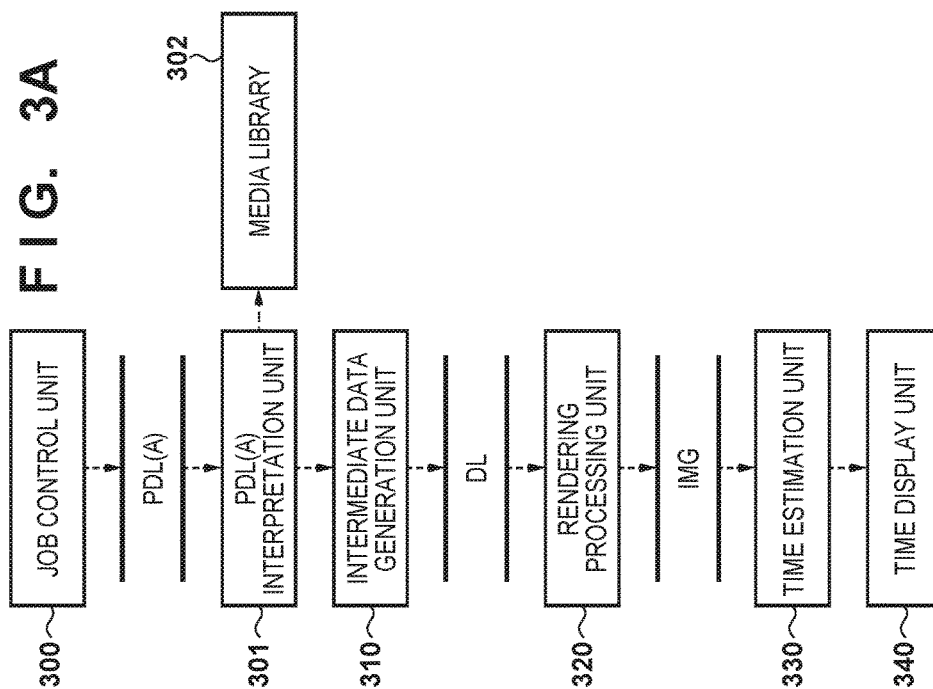 FIG. 3A
300
JOB CONTROL UNIT
PDL(A)
301
PDL(A)
INTERPRETATION UNIT
302
MEDIA LIBRARY
310
INTERMEDIATE DATA
GENERATION UNIT
DL
320
RENDERING
PROCESSING UNIT
IMG
330
TIME ESTIMATION UNIT
340
TIME DISPLAY UNIT